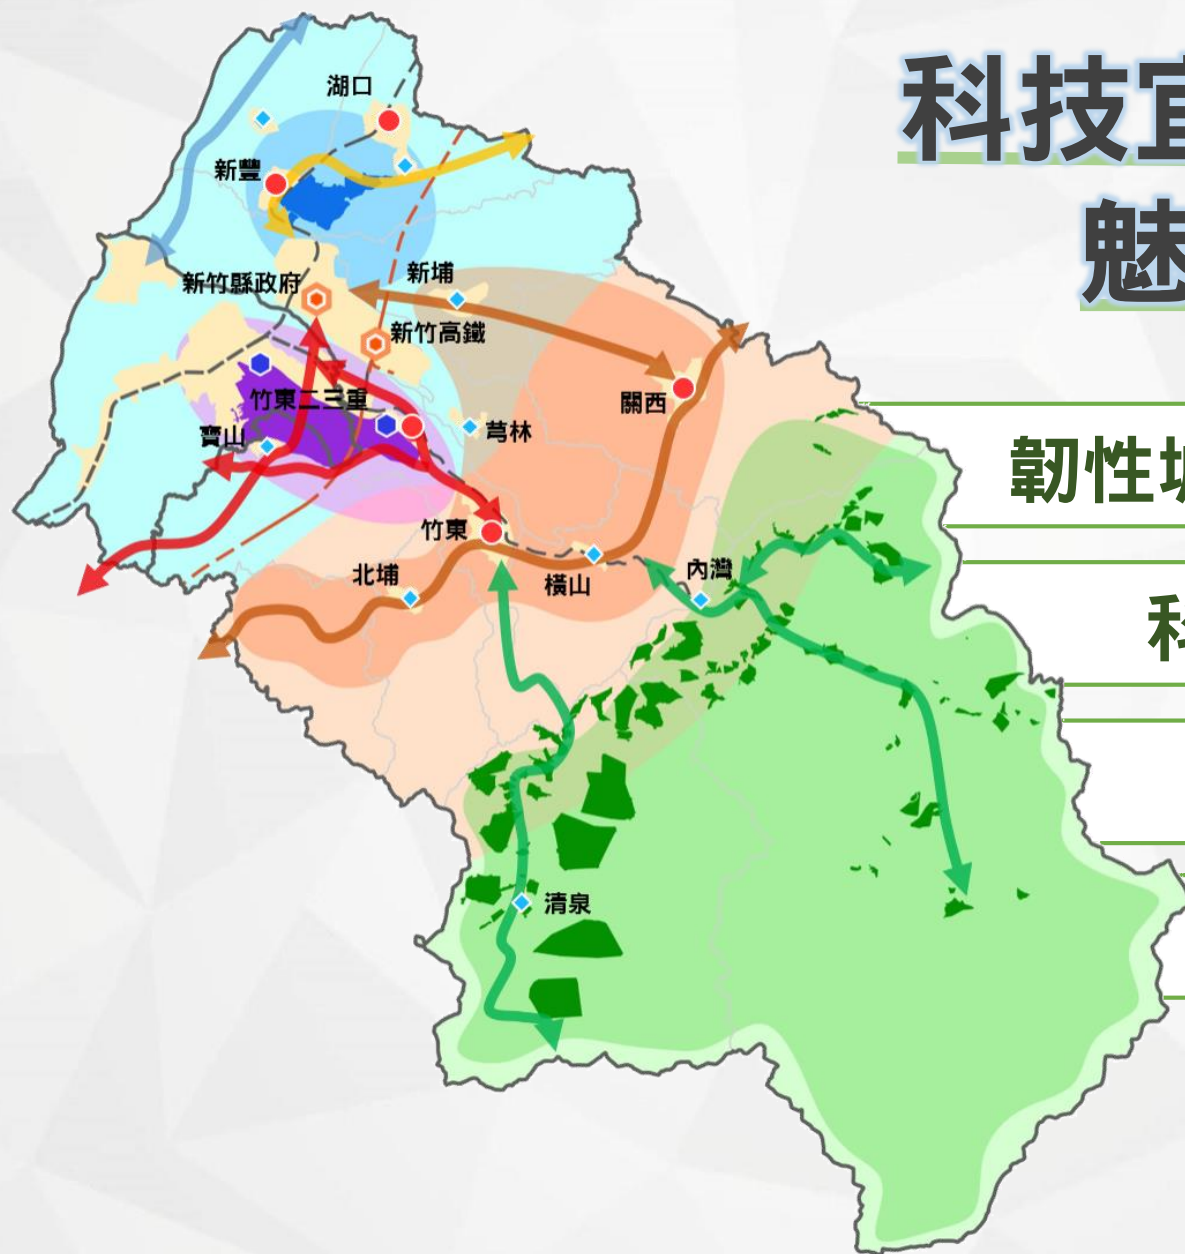 科技宜
魅
湖口
新豐
新埔
新竹縣政府
新竹高鐵
關西
竹東二三重
寶山
芎林
韌性城
竹東
橫山
內灣
北埔
科
清泉